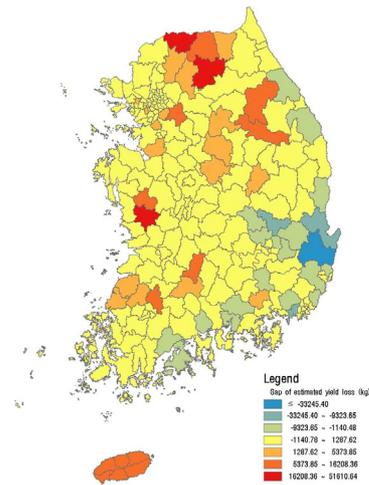 Legend
Gap of estimated yield loss (kg)
≤ -33245.40
-33245.40 ~ -9323.65
-9323.65 ~ -1140.48
-1140.78 ~ 1287.62
1287.62 ~ 5373.85
5373.85 ~ 16208.36
16208.36 ~ 51610.64